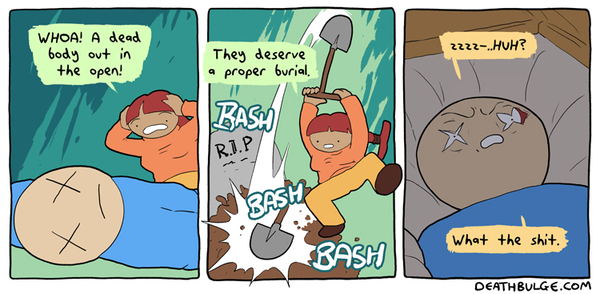 WHOA! A dead
body out in
the open!
They deserve
a proper burial.
BASH
R.I.P
BASH
BASH
zzzz-..HUH?
What the shit.
DEATHBULGE.COM